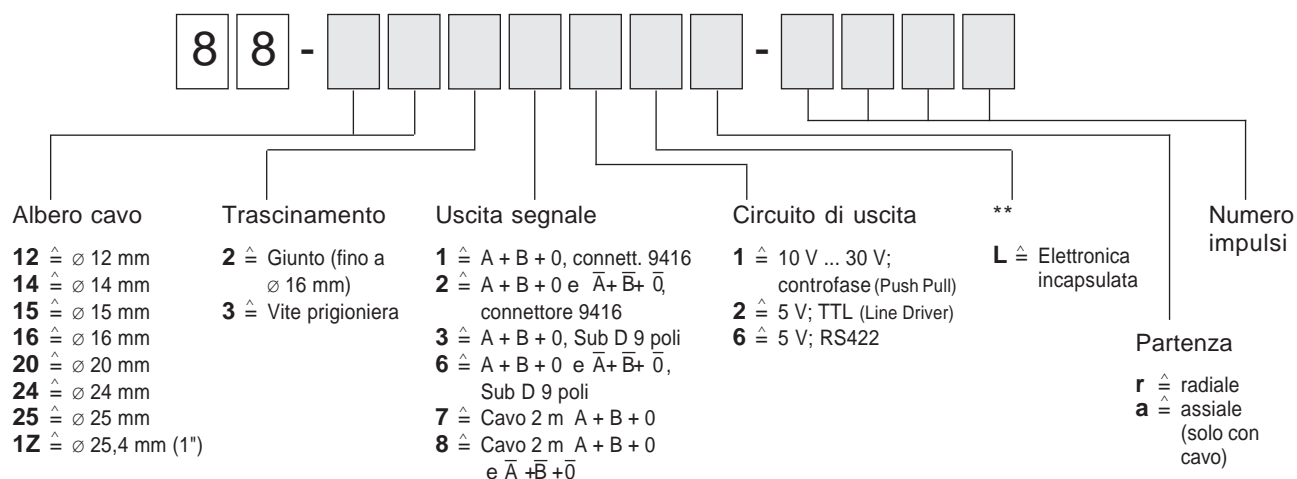 88- -
Albero cavo
12 ≙ ⌀ 12 mm
14 ≙ ⌀ 14 mm
15 ≙ ⌀ 15 mm
16 ≙ ⌀ 16 mm
20 ≙ ⌀ 20 mm
24 ≙ ⌀ 24 mm
25 ≙ ⌀ 25 mm
1Z ≙ ⌀ 25,4 mm (1")
Trascinamento
2 ≙ Giunto (fino a
⌀ 16 mm)
3 ≙ Vite prigioniera
Uscita segnale
1 ≙ A + B + 0, connett. 9416
2 ≙ A + B + 0 e A̅+ B̅+ 0̅,
connettore 9416
3 ≙ A + B + 0, Sub D 9 poli
6 ≙ A + B + 0 e A̅+ B̅+ 0̅,
Sub D 9 poli
7 ≙ Cavo 2 m A + B + 0
8 ≙ Cavo 2 m A + B + 0
e A̅ +B̅ +0̅
Circuito di uscita
1 ≙ 10 V ... 30 V;
controfase (Push Pull)
2 ≙ 5 V; TTL (Line Driver)
6 ≙ 5 V; RS422
**
L ≙ Elettronica
incapsulata
Partenza
r ≙ radiale
a ≙ assiale
(solo con
cavo)
Numero
impulsi